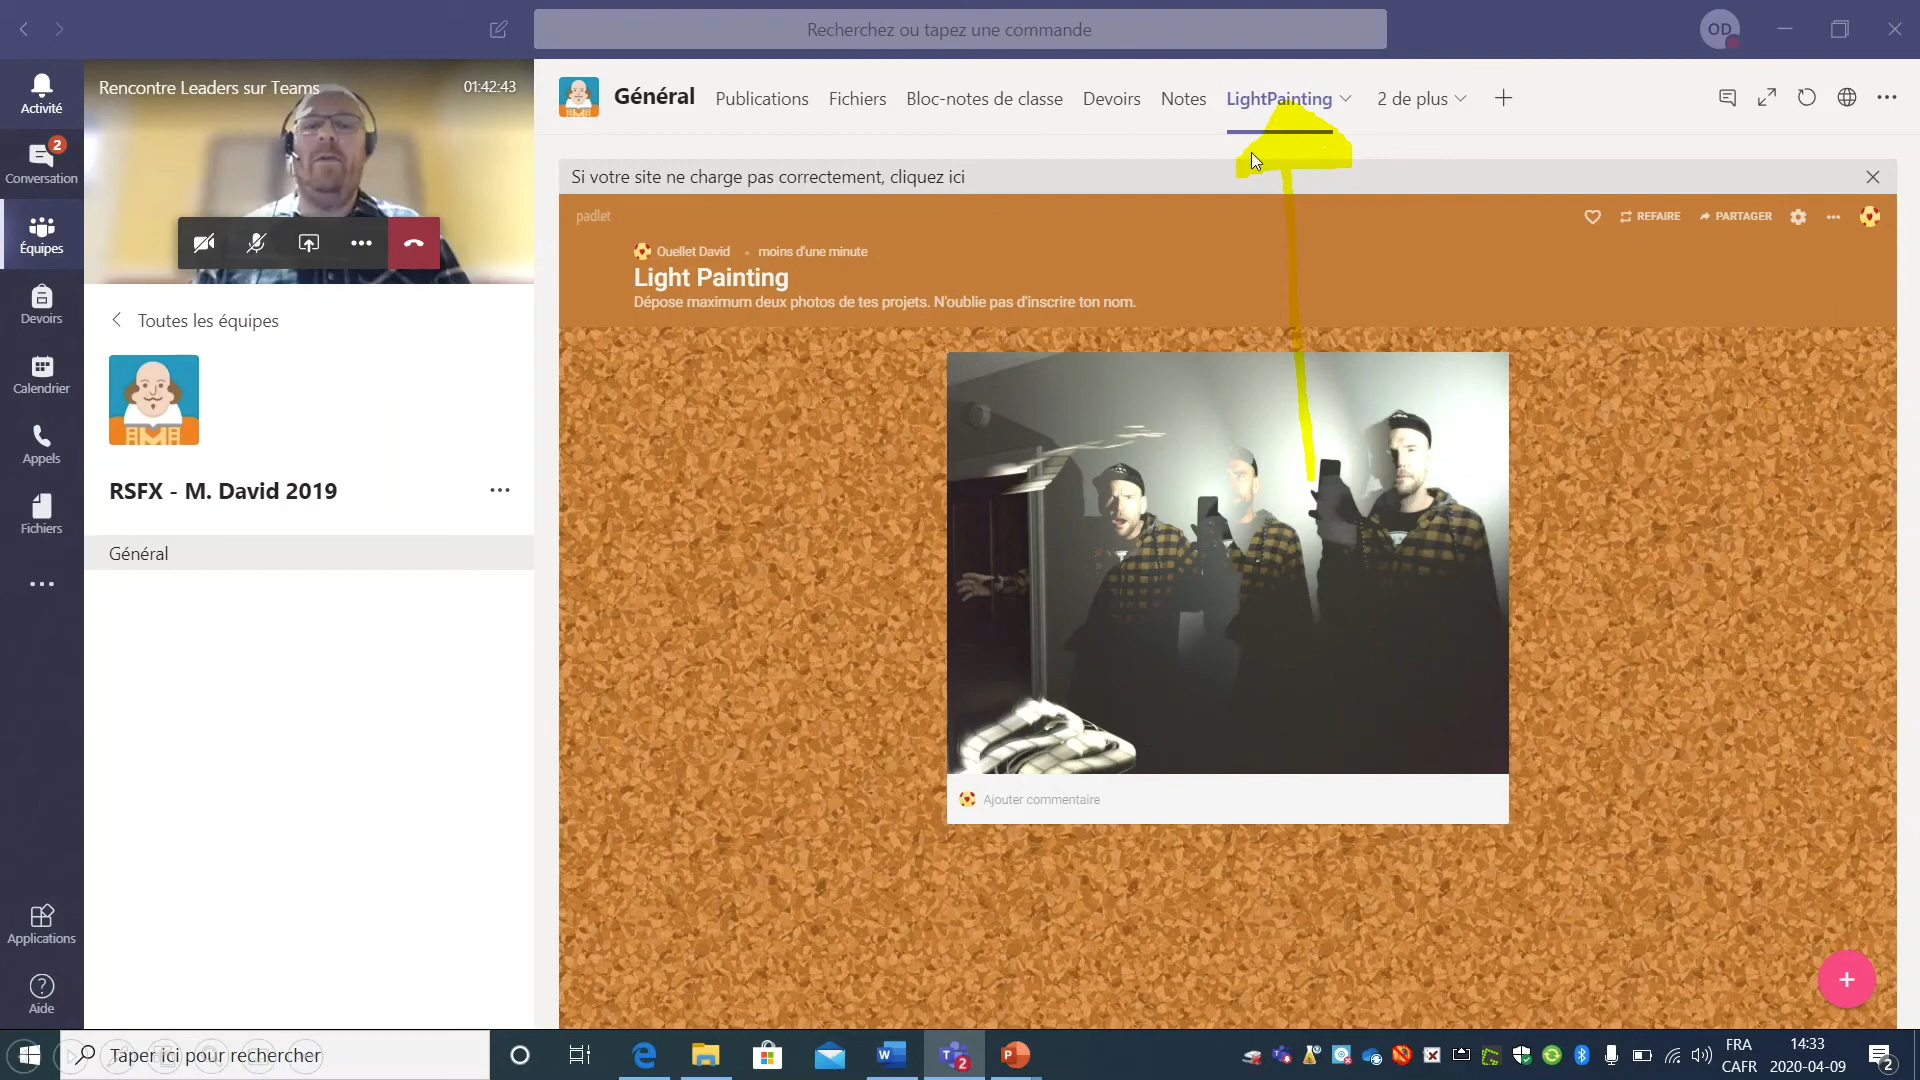 Recherchez ou tapez une commande
OD
Activité
2
Conversation
Équipes
Devoirs
Calendrier
Appels
Fichiers
Applications
Aide
Rencontre Leaders sur Teams
01:42:43
Toutes les équipes
RSFX - M. David 2019
Général
Général
Publications
Fichiers
Bloc-notes de classe
Devoirs
Notes
LightPainting
2 de plus
Si votre site ne charge pas correctement, cliquez ici
padlet
REFAIRE
PARTAGER
Ouellet David • moins d'une minute
Light Painting
Dépose maximum deux photos de tes projets. N'oublie pas d'inscrire ton nom.
Ajouter commentaire
Taper ici pour rechercher
2
FRA
CAFR
14:33
2020-04-09
2